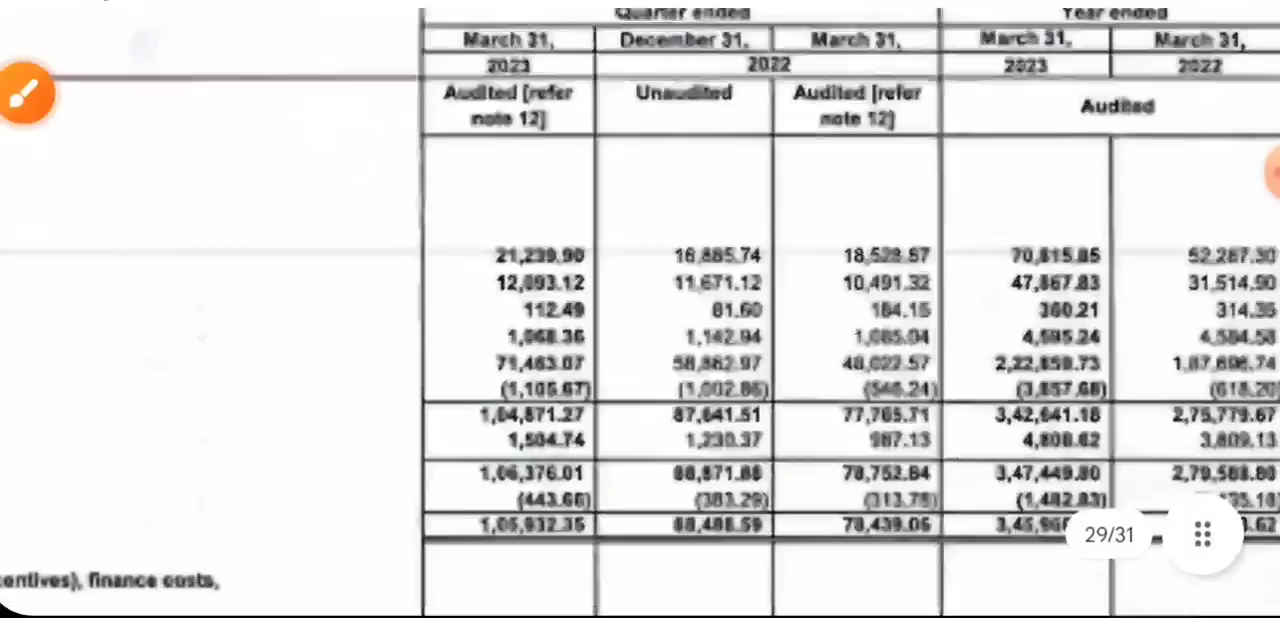 Quarter ended Year ended
March 31, December 31, March 31, March 31, March 31,
2023 2022 2023 2022
Audited [refer note 12] Unaudited Audited [refer note 12] Audited
21,239.90 16,885.74 18,528.87 70,815.85 52,287.30
12,093.12 11,671.12 10,491.32 47,867.83 31,514.90
112.49 81.60 184.15 360.21 314.35
1,068.36 1,142.94 1,085.04 4,595.24 4,584.58
71,463.07 58,862.97 48,022.57 2,22,859.73 1,87,696.74
(1,105.67) (1,002.86) (546.24) (3,857.68) (618.20
1,04,871.27 87,641.51 77,765.71 3,42,641.18 2,75,779.67
1,504.74 1,230.37 987.13 4,808.62 3,809.13
1,06,376.01 88,871.88 78,752.84 3,47,449.80 2,79,588.80
(443.66) (383.29) (313.78) (1,482.83)
1,05,932.35 88,488.59 78,439.06
29/31
centives), finance costs,